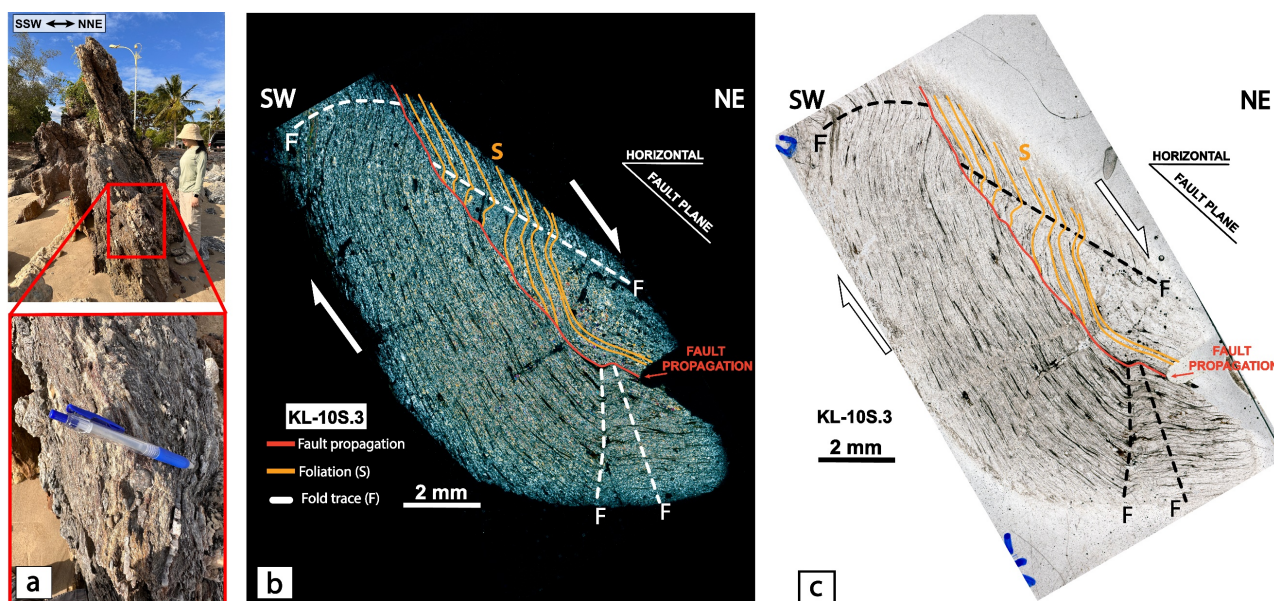 SSW ↔ NNE
a
SW
NE
F
S
HORIZONTAL
FAULT PLANE
F
FAULT
PROPAGATION
KL-10S.3
Fault propagation
Foliation (S)
Fold trace (F)
2 mm
F
F
b
SW
NE
F
S
HORIZONTAL
FAULT PLANE
F
FAULT
PROPAGATION
KL-10S.3
2 mm
F
F
c